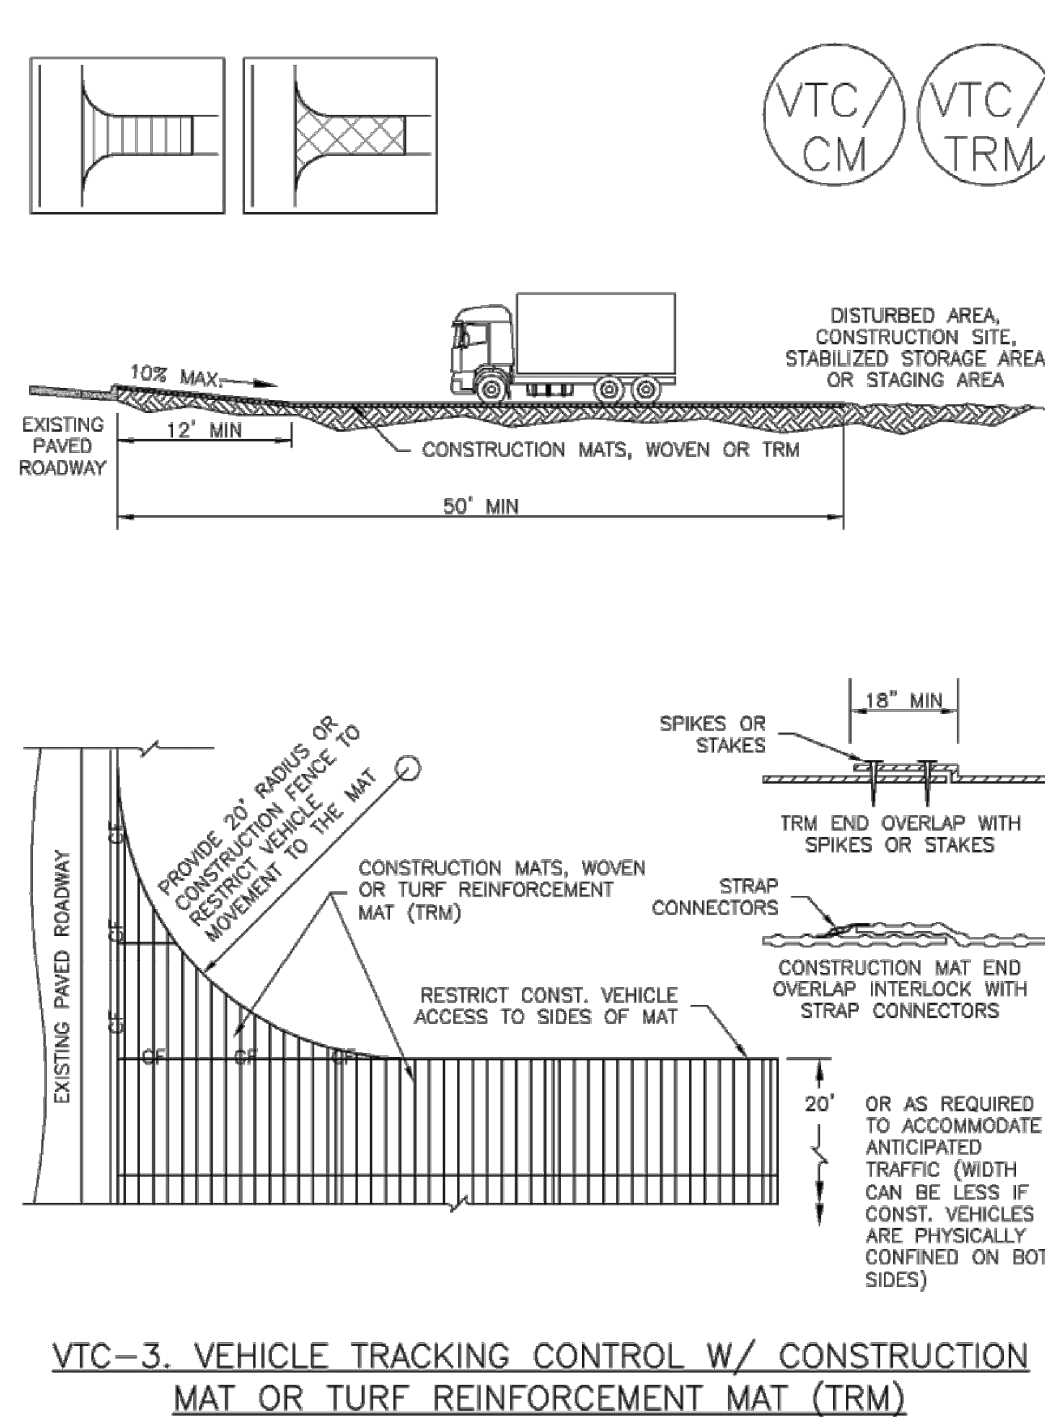 VTC/
CM
VTC/
TRM
DISTURBED AREA,
CONSTRUCTION SITE,
STABILIZED STORAGE AREA
OR STAGING AREA
10% MAX.
EXISTING
PAVED
ROADWAY
12' MIN
CONSTRUCTION MATS, WOVEN OR TRM
50' MIN
18" MIN
SPIKES OR
STAKES
TRM END OVERLAP WITH
SPIKES OR STAKES
PROVIDE 20' RADIUS OR
CONSTRUCTION FENCE TO
RESTRICT VEHICLE
MOVEMENT TO THE MAT
CONSTRUCTION MATS, WOVEN
OR TURF REINFORCEMENT
MAT (TRM)
STRAP
CONNECTORS
CONSTRUCTION MAT END
OVERLAP INTERLOCK WITH
STRAP CONNECTORS
RESTRICT CONST. VEHICLE
ACCESS TO SIDES OF MAT
EXISTING PAVED ROADWAY
CF
CF
CF
CF
CF
CF
20'
OR AS REQUIRED
TO ACCOMMODATE
ANTICIPATED
TRAFFIC (WIDTH
CAN BE LESS IF
CONST. VEHICLES
ARE PHYSICALLY
CONFINED ON BOT
SIDES)
VTC-3. VEHICLE TRACKING CONTROL W/ CONSTRUCTION
MAT OR TURF REINFORCEMENT MAT (TRM)